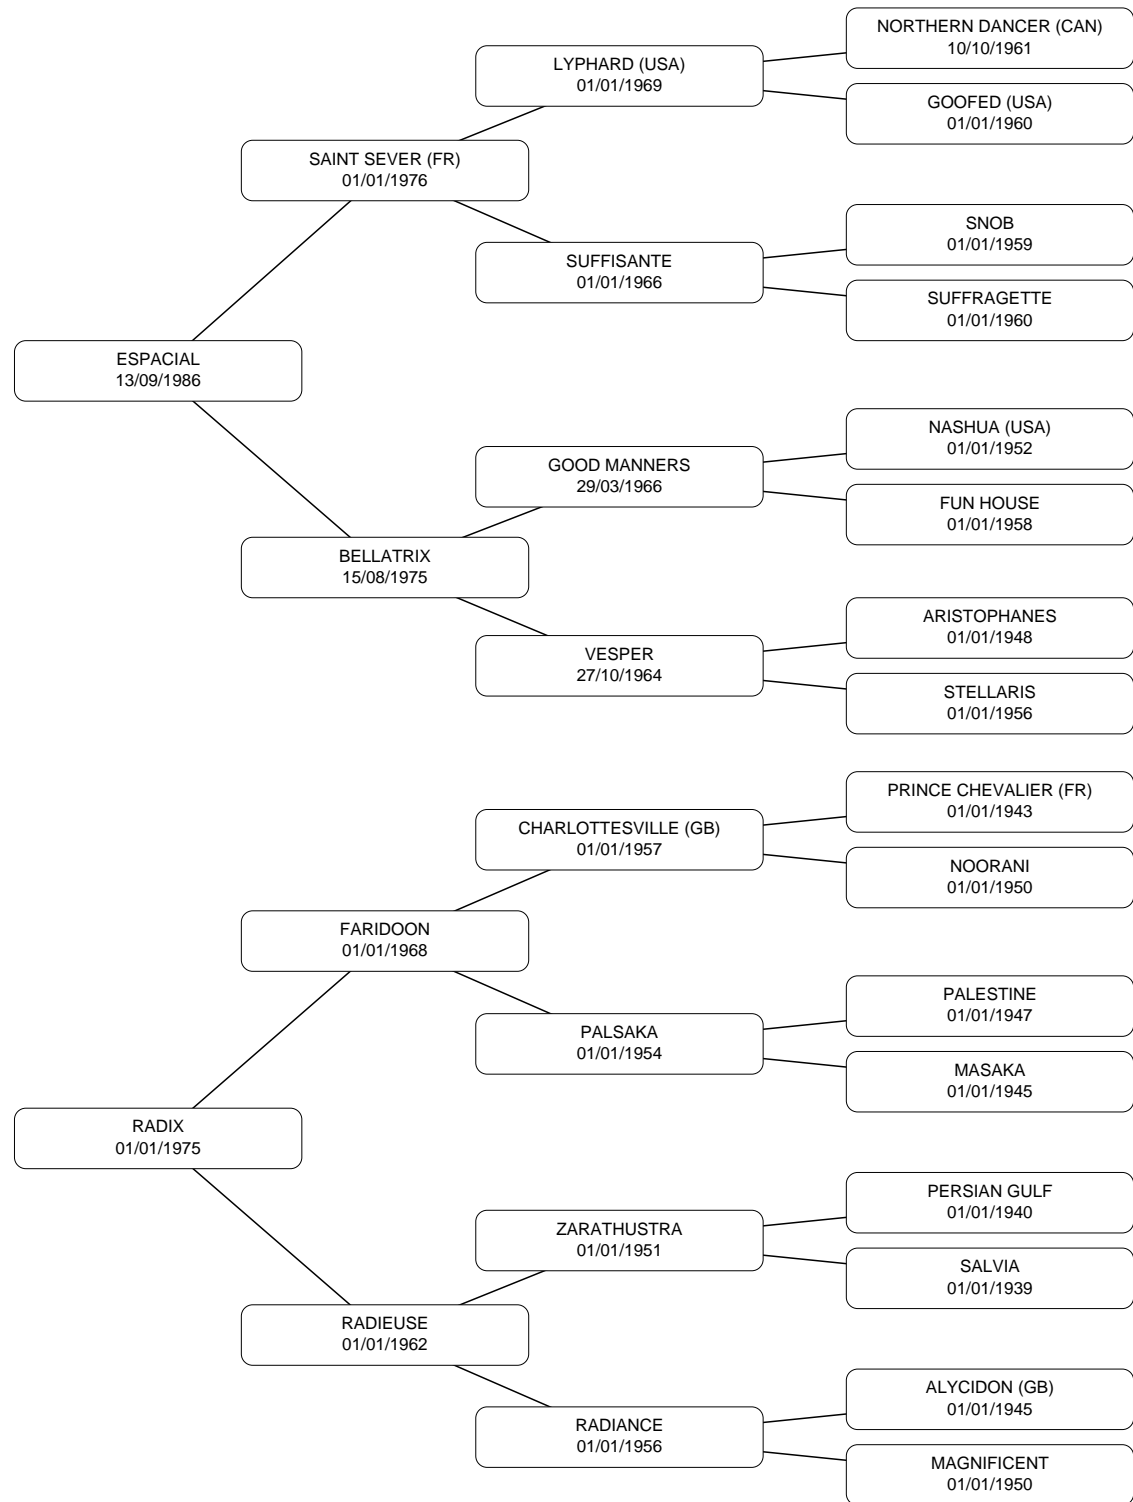 NORTHERN DANCER (CAN)
10/10/1961
LYPHARD (USA)
01/01/1969
GOOFED (USA)
01/01/1960
SAINT SEVER (FR)
01/01/1976
SNOB
01/01/1959
SUFFISANTE
01/01/1966
SUFFRAGETTE
01/01/1960
ESPACIAL
13/09/1986
NASHUA (USA)
01/01/1952
GOOD MANNERS
29/03/1966
FUN HOUSE
01/01/1958
BELLATRIX
15/08/1975
ARISTOPHANES
01/01/1948
VESPER
27/10/1964
STELLARIS
01/01/1956
PRINCE CHEVALIER (FR)
01/01/1943
CHARLOTTESVILLE (GB)
01/01/1957
NOORANI
01/01/1950
FARIDOON
01/01/1968
PALESTINE
01/01/1947
PALSAKA
01/01/1954
MASAKA
01/01/1945
RADIX
01/01/1975
PERSIAN GULF
01/01/1940
ZARATHUSTRA
01/01/1951
SALVIA
01/01/1939
RADIEUSE
01/01/1962
ALYCIDON (GB)
01/01/1945
RADIANCE
01/01/1956
MAGNIFICENT
01/01/1950